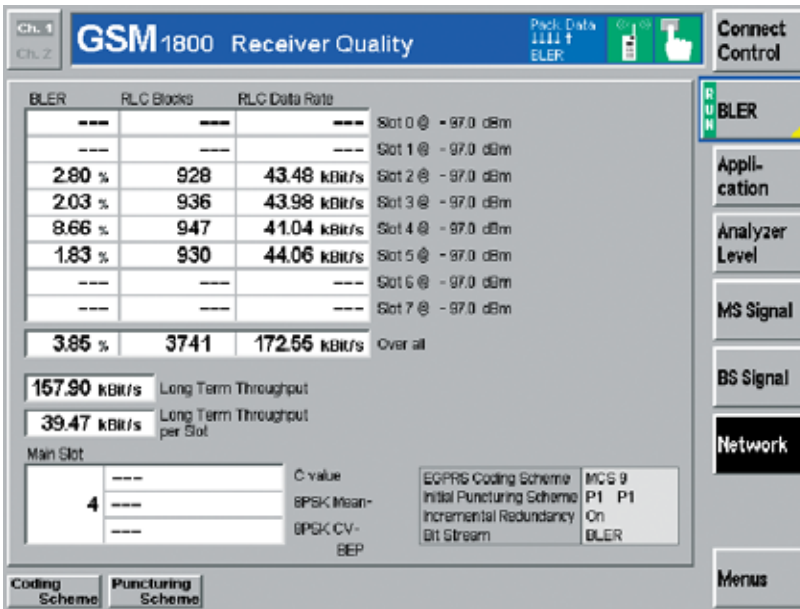 Ch. 1
Ch. 2
GSM 1800 Receiver Quality
Pack. Data
BLER
Connect Control
BLER RLC Blocks RLC Data Rate
--- --- --- Slot 0 @ - 97.0 dBm
--- --- --- Slot 1 @ - 97.0 dBm
2.80 % 928 43.48 kBit/s Slot 2 @ - 97.0 dBm
2.03 % 936 43.98 kBit/s Slot 3 @ - 97.0 dBm
8.66 % 947 41.04 kBit/s Slot 4 @ - 97.0 dBm
1.83 % 930 44.06 kBit/s Slot 5 @ - 97.0 dBm
--- --- --- Slot 6 @ - 97.0 dBm
--- --- --- Slot 7 @ - 97.0 dBm
3.85 % 3741 172.55 kBit/s Over all
157.90 kBit/s Long Term Throughput
39.47 kBit/s Long Term Throughput
per Slot
Main Slot
4
--- C value
--- 8PSK Mean-
--- 8PSK CV-
BEP
EGPRS Coding Scheme MCS 9
Initial Puncturing Scheme P1 P1
Incremental Redundancy On
Bit Stream BLER
Coding
Scheme
Puncturing
Scheme
RUN
BLER
Appli-
cation
Analyzer
Level
MS Signal
BS Signal
Network
Menus